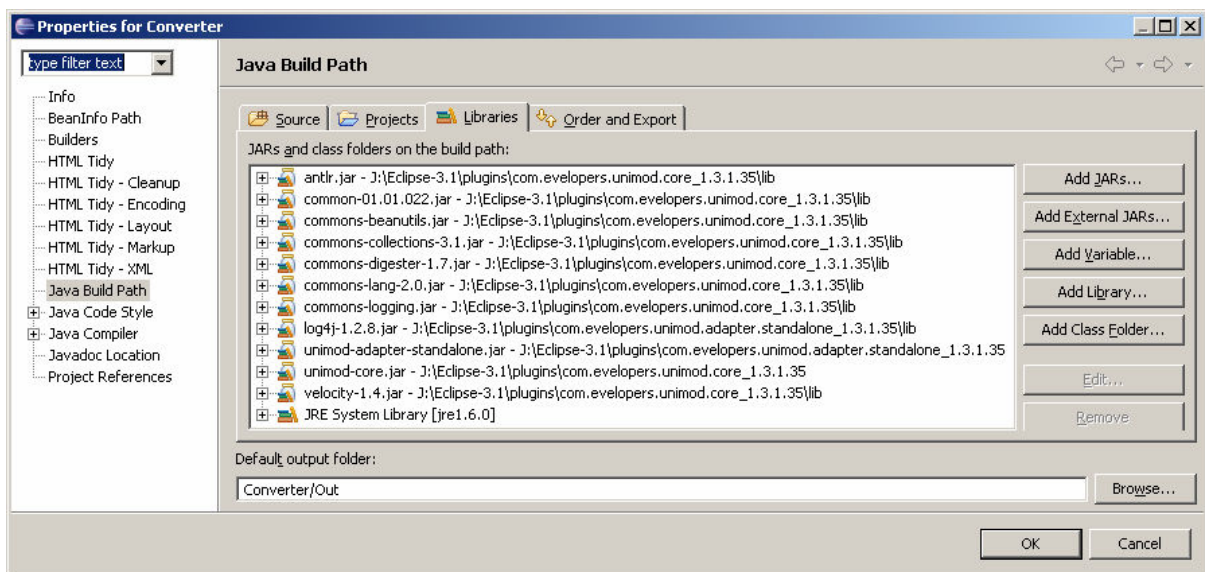 Properties for Converter
type filter text
Info
BeanInfo Path
Builders
HTML Tidy
HTML Tidy - Cleanup
HTML Tidy - Encoding
HTML Tidy - Layout
HTML Tidy - Markup
HTML Tidy - XML
Java Build Path
Java Code Style
Java Compiler
Javadoc Location
Project References
Java Build Path
Source Projects Libraries Order and Export
JARs and class folders on the build path:
antlr.jar - J:\Eclipse-3.1\plugins\com.evelopers.unimod.core_1.3.1.35\lib
common-01.01.022.jar - J:\Eclipse-3.1\plugins\com.evelopers.unimod.core_1.3.1.35\lib
commons-beanutils.jar - J:\Eclipse-3.1\plugins\com.evelopers.unimod.core_1.3.1.35\lib
commons-collections-3.1.jar - J:\Eclipse-3.1\plugins\com.evelopers.unimod.core_1.3.1.35\lib
commons-digester-1.7.jar - J:\Eclipse-3.1\plugins\com.evelopers.unimod.core_1.3.1.35\lib
commons-lang-2.0.jar - J:\Eclipse-3.1\plugins\com.evelopers.unimod.core_1.3.1.35\lib
commons-logging.jar - J:\Eclipse-3.1\plugins\com.evelopers.unimod.core_1.3.1.35\lib
log4j-1.2.8.jar - J:\Eclipse-3.1\plugins\com.evelopers.unimod.adapter.standalone_1.3.1.35\lib
unimod-adapter-standalone.jar - J:\Eclipse-3.1\plugins\com.evelopers.unimod.adapter.standalone_1.3.1.35
unimod-core.jar - J:\Eclipse-3.1\plugins\com.evelopers.unimod.core_1.3.1.35
velocity-1.4.jar - J:\Eclipse-3.1\plugins\com.evelopers.unimod.core_1.3.1.35\lib
JRE System Library [jre1.6.0]
Add JARs...
Add External JARs...
Add Variable...
Add Library...
Add Class Folder...
Edit...
Remove
Default output folder:
Converter/Out
Browse...
OK
Cancel